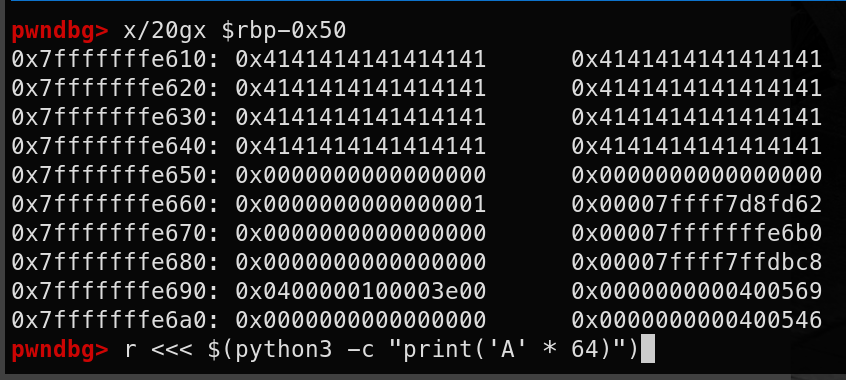 pwndbg> x/20gx $rbp-0x50
0x7fffffffe610: 0x4141414141414141 0x4141414141414141
0x7fffffffe620: 0x4141414141414141 0x4141414141414141
0x7fffffffe630: 0x4141414141414141 0x4141414141414141
0x7fffffffe640: 0x4141414141414141 0x4141414141414141
0x7fffffffe650: 0x0000000000000000 0x0000000000000000
0x7fffffffe660: 0x0000000000000001 0x00007ffff7d8fd62
0x7fffffffe670: 0x0000000000000000 0x00007fffffffe6b0
0x7fffffffe680: 0x0000000000000000 0x00007ffff7ffdbc8
0x7fffffffe690: 0x0400000100003e00 0x0000000000400569
0x7fffffffe6a0: 0x0000000000000000 0x0000000000400546
pwndbg> r <<< $(python3 -c "print('A' * 64)")